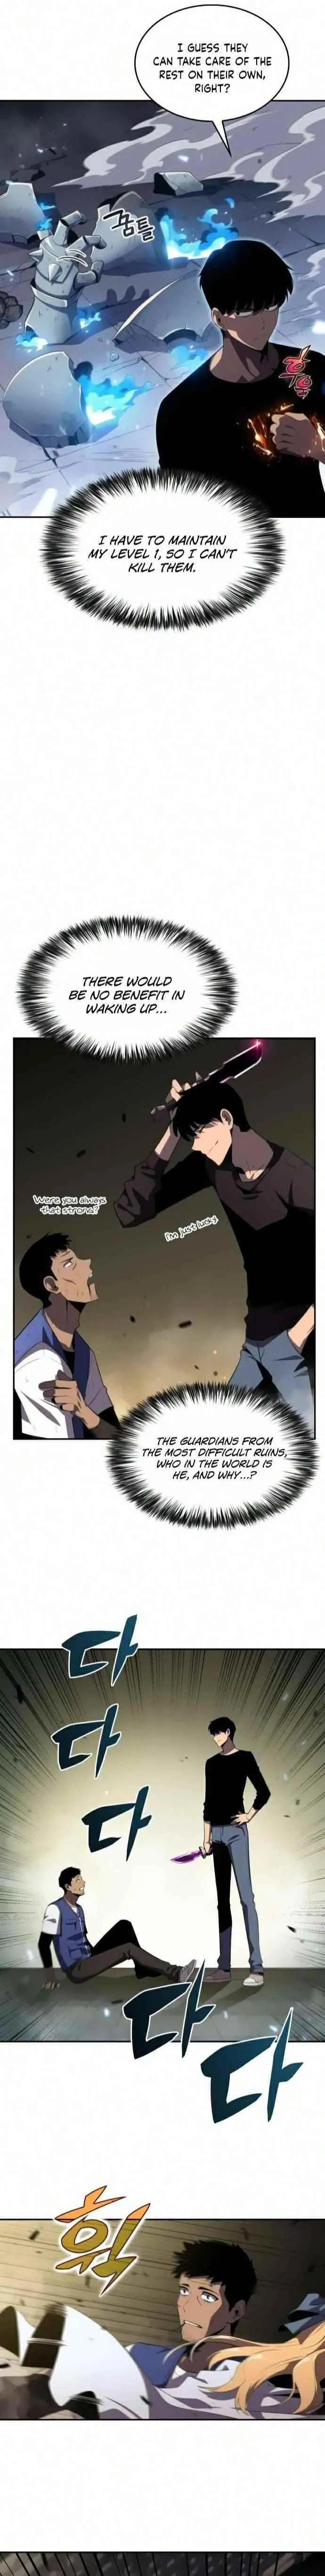 I GUESS THEY
CAN TAKE CARE OF THE
REST ON THEIR OWN,
RIGHT?
꿈틀
화욱
I HAVE TO MAINTAIN
MY LEVEL 1, SO I CAN'T
KILL THEM.
THERE WOULD
BE NO BENEFIT IN
WAKING UP...
Were you always
that strong?
I'm just lucky.
THE GUARDIANS FROM
THE MOST DIFFICULT RUINS,
WHO IN THE WORLD IS
HE, AND WHY...?
다
다
다
다
다
휙